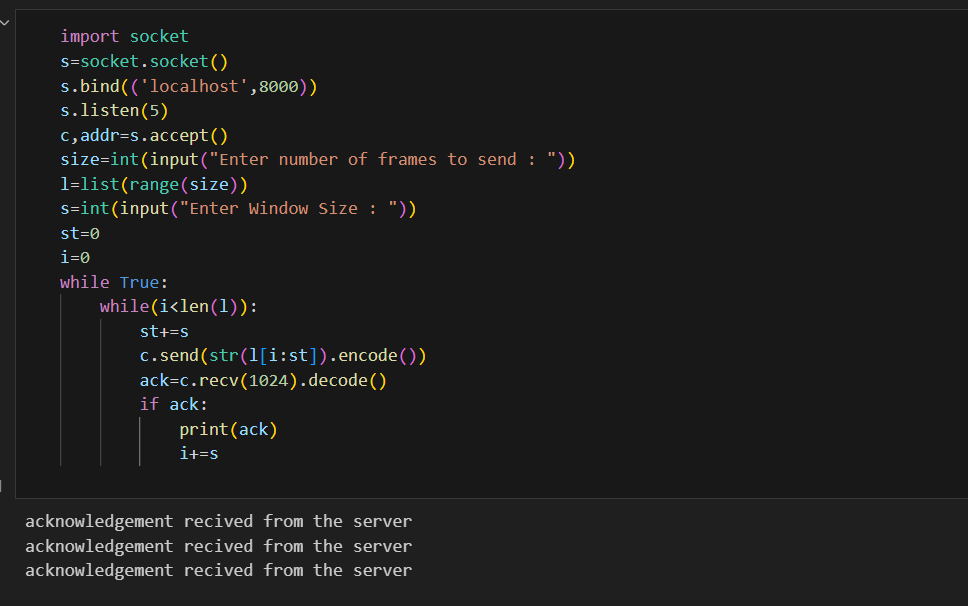 import socket
s=socket.socket()
s.bind(('localhost',8000))
s.listen(5)
c,addr=s.accept()
size=int(input("Enter number of frames to send : "))
l=list(range(size))
s=int(input("Enter Window Size : "))
st=0
i=0
while True:
    while(i<len(l)):
        st+=s
        c.send(str(l[i:st]).encode())
        ack=c.recv(1024).decode()
        if ack:
            print(ack)
            i+=s
acknowledgement recived from the server
acknowledgement recived from the server
acknowledgement recived from the server